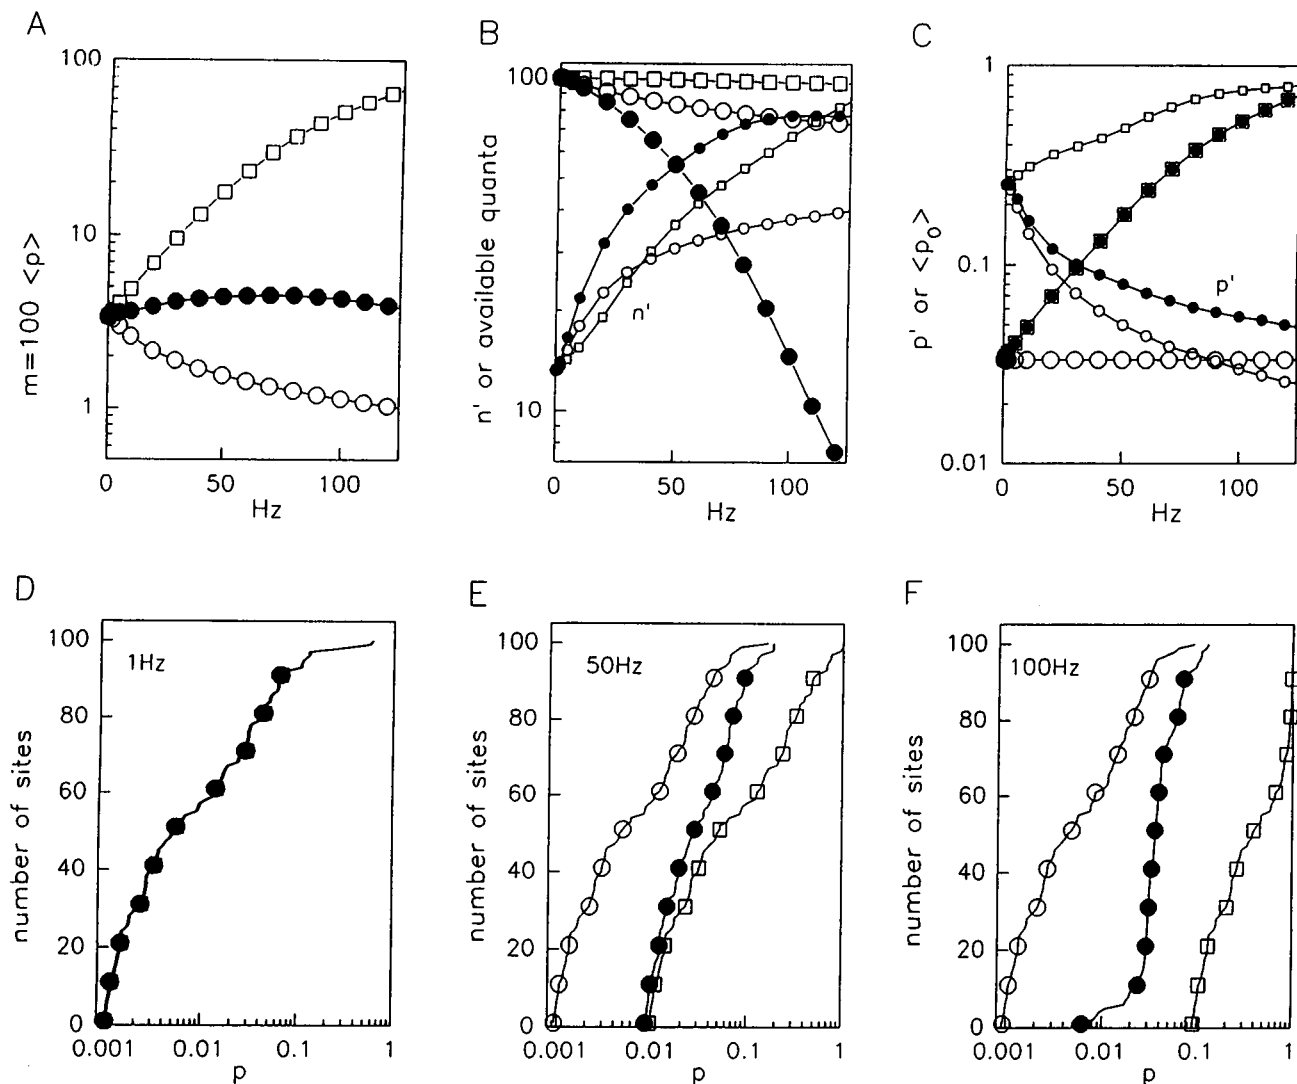 A
m=100 <p>
100
10
1
0
50
100
Hz
B
n' or available quanta
100
10
n'
0
50
100
Hz
C
p' or <p₀>
1
0.1
0.01
p'
0
50
100
Hz
D
number of sites
100
80
60
40
20
0
1Hz
0.001
0.01
0.1
1
p
E
number of sites
100
80
60
40
20
0
50Hz
0.001
0.01
0.1
1
p
F
number of sites
100
80
60
40
20
0
100Hz
0.001
0.01
0.1
1
p